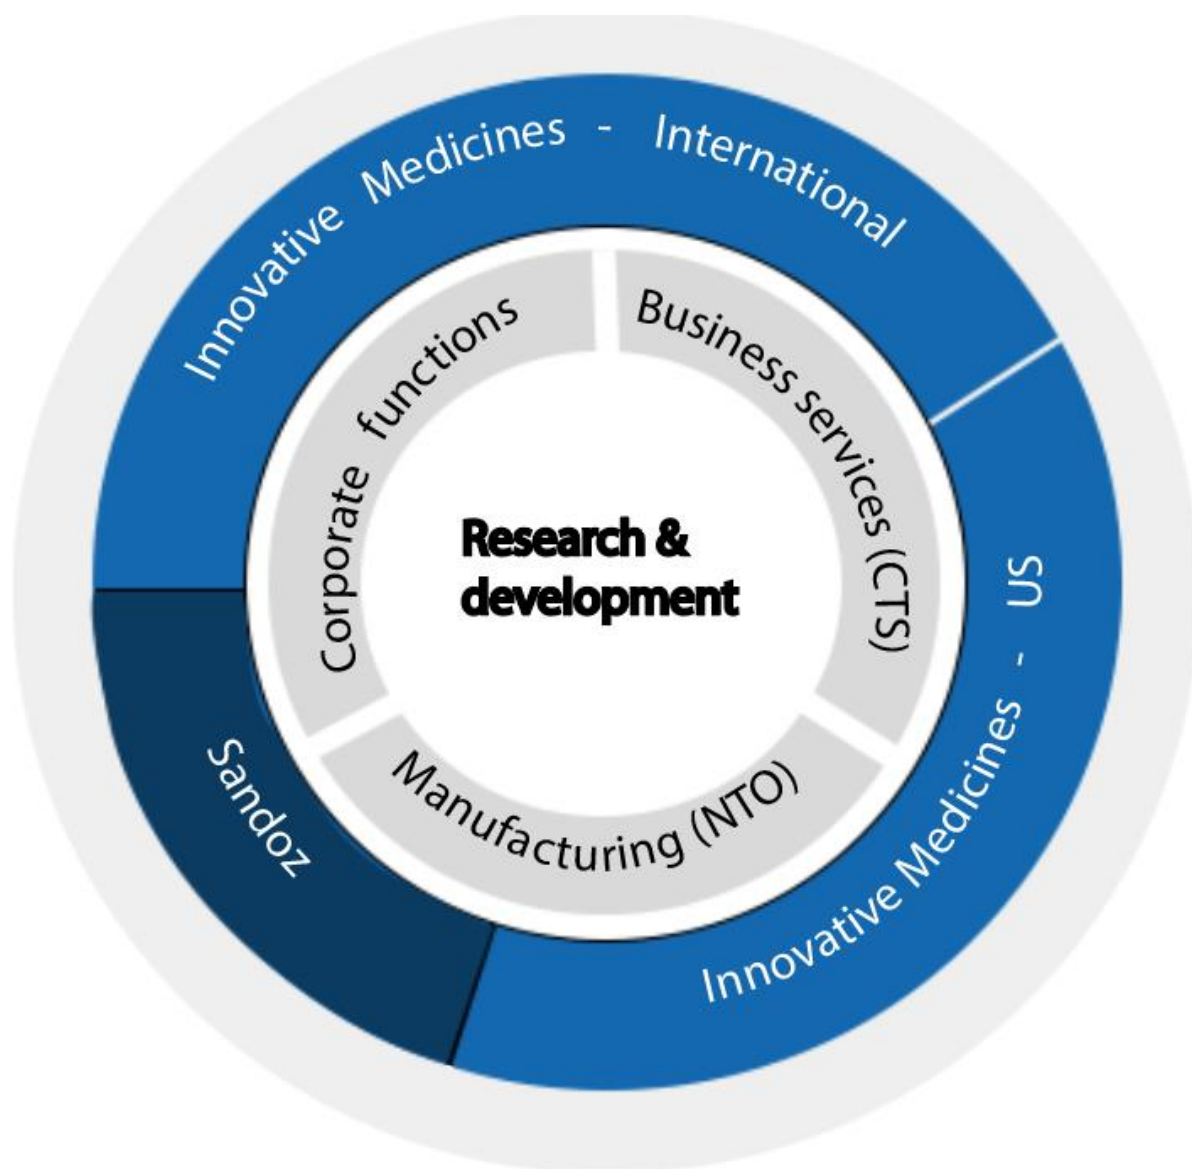 Innovative Medicines - International
Innovative Medicines - US
Sandoz
Corporate functions
Business services (CTS)
Manufacturing (NTO)
Research &
development